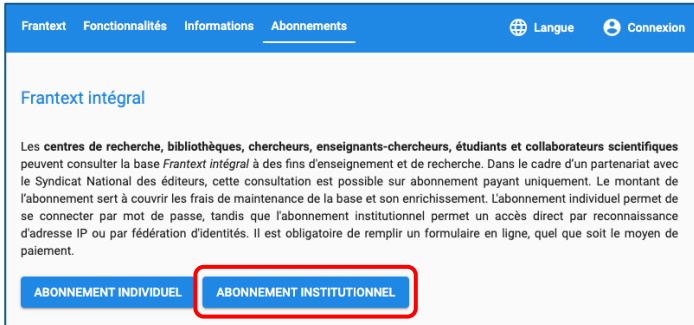 Frantext Fonctionnalités Informations Abonnements Langue Connexion
Frantext intégral
Les centres de recherche, bibliothèques, chercheurs, enseignants-chercheurs, étudiants et collaborateurs scientifiques
peuvent consulter la base Frantext intégral à des fins d'enseignement et de recherche. Dans le cadre d'un partenariat avec
le Syndicat National des éditeurs, cette consultation est possible sur abonnement payant uniquement. Le montant de
l'abonnement sert à couvrir les frais de maintenance de la base et son enrichissement. L'abonnement individuel permet de
se connecter par mot de passe, tandis que l'abonnement institutionnel permet un accès direct par reconnaissance
d'adresse IP ou par fédération d'identités. Il est obligatoire de remplir un formulaire en ligne, quel que soit le moyen de
paiement.
ABONNEMENT INDIVIDUEL ABONNEMENT INSTITUTIONNEL